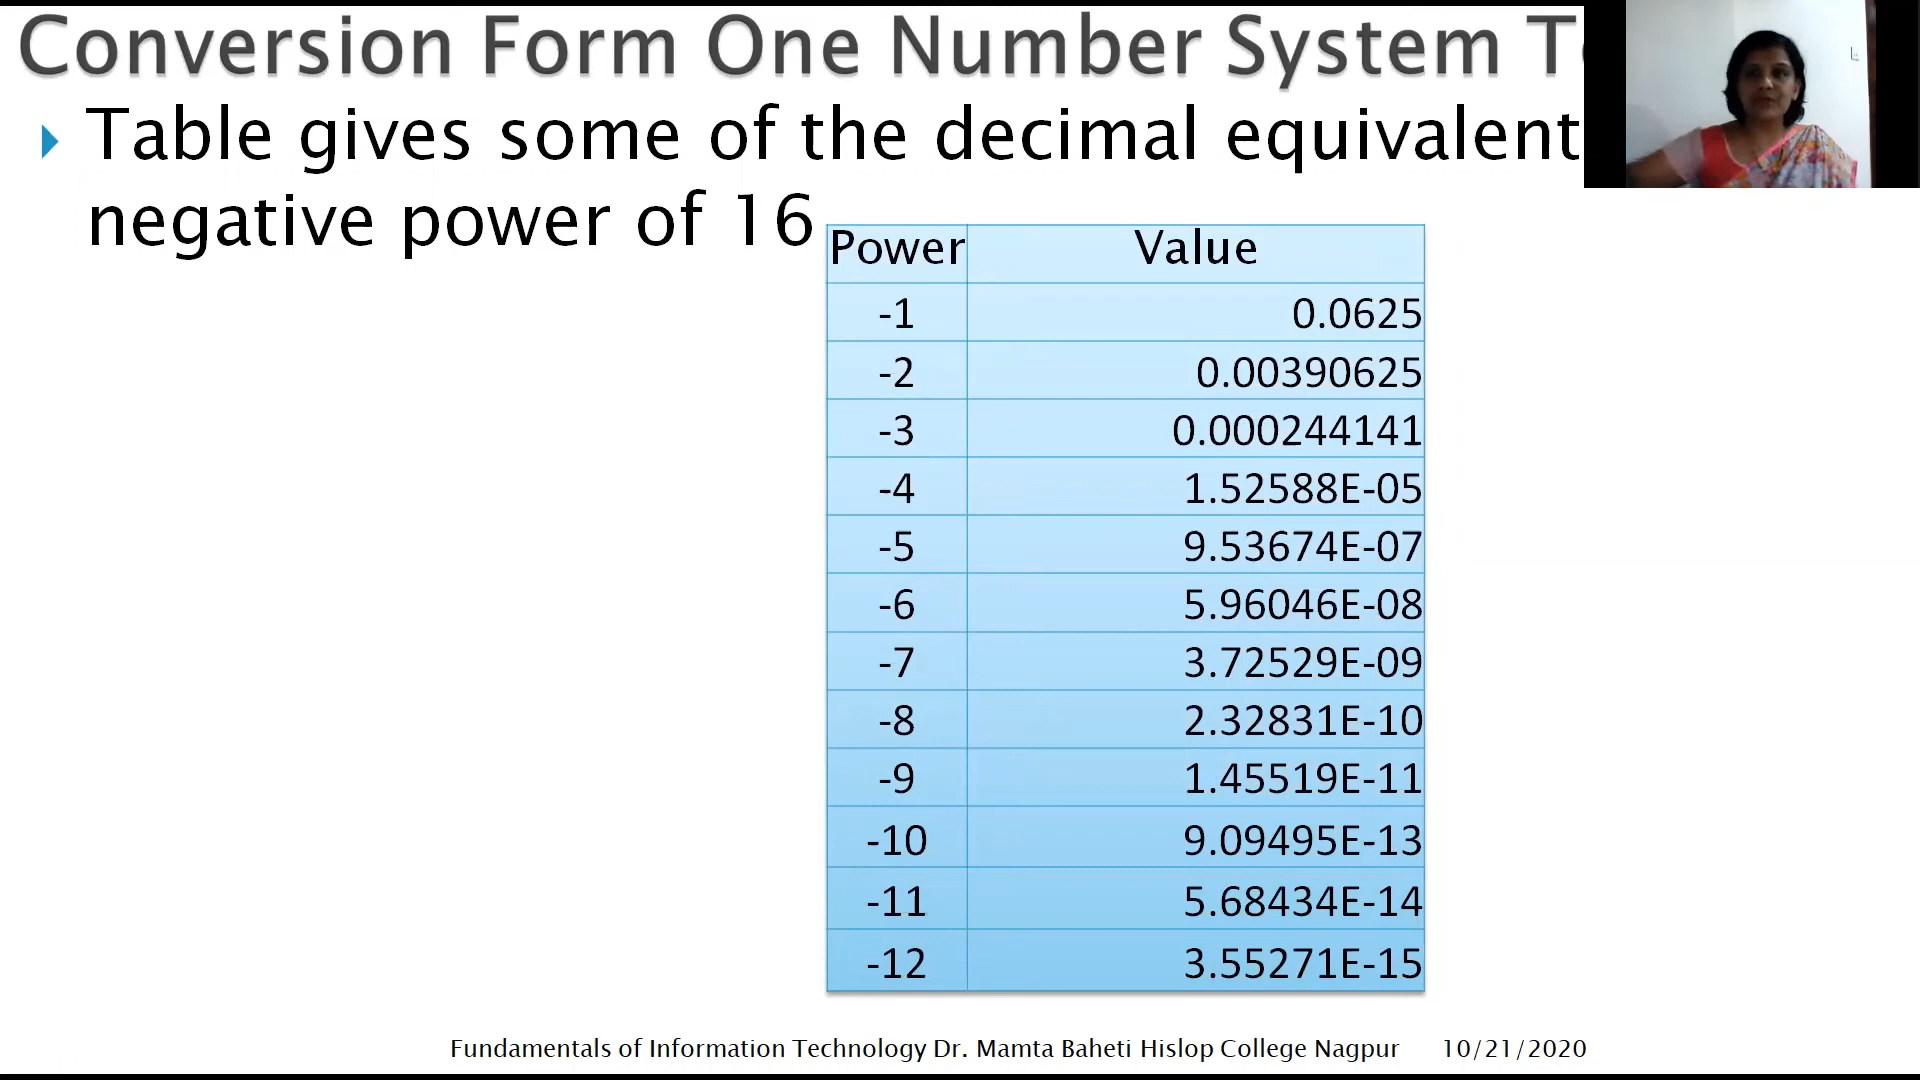 Conversion Form One Number System
Table gives some of the decimal equivalent
negative power of 16
Power Value
-1 0.0625
-2 0.00390625
-3 0.000244141
-4 1.52588E-05
-5 9.53674E-07
-6 5.96046E-08
-7 3.72529E-09
-8 2.32831E-10
-9 1.45519E-11
-10 9.09495E-13
-11 5.68434E-14
-12 3.55271E-15
Fundamentals of Information Technology Dr. Mamta Baheti Hislop College Nagpur 10/21/2020